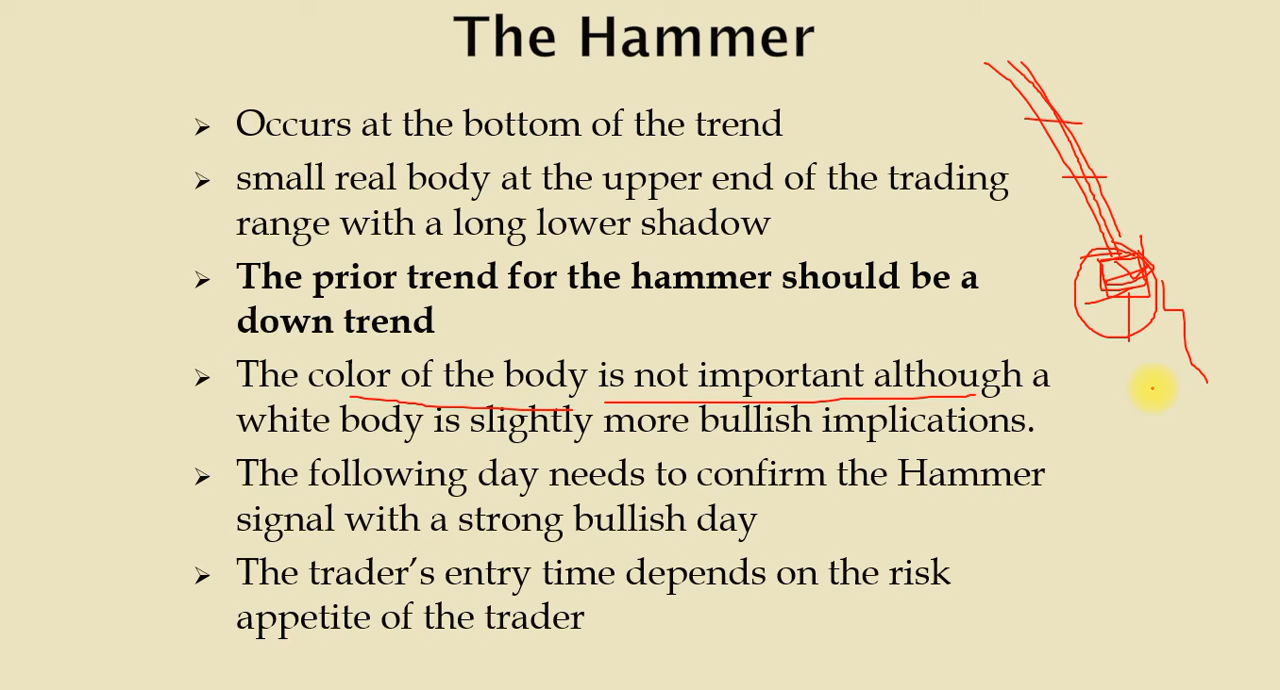 The Hammer
Occurs at the bottom of the trend
small real body at the upper end of the trading
range with a long lower shadow
The prior trend for the hammer should be a
down trend
The color of the body is not important although a
white body is slightly more bullish implications.
The following day needs to confirm the Hammer
signal with a strong bullish day
The trader’s entry time depends on the risk
appetite of the trader